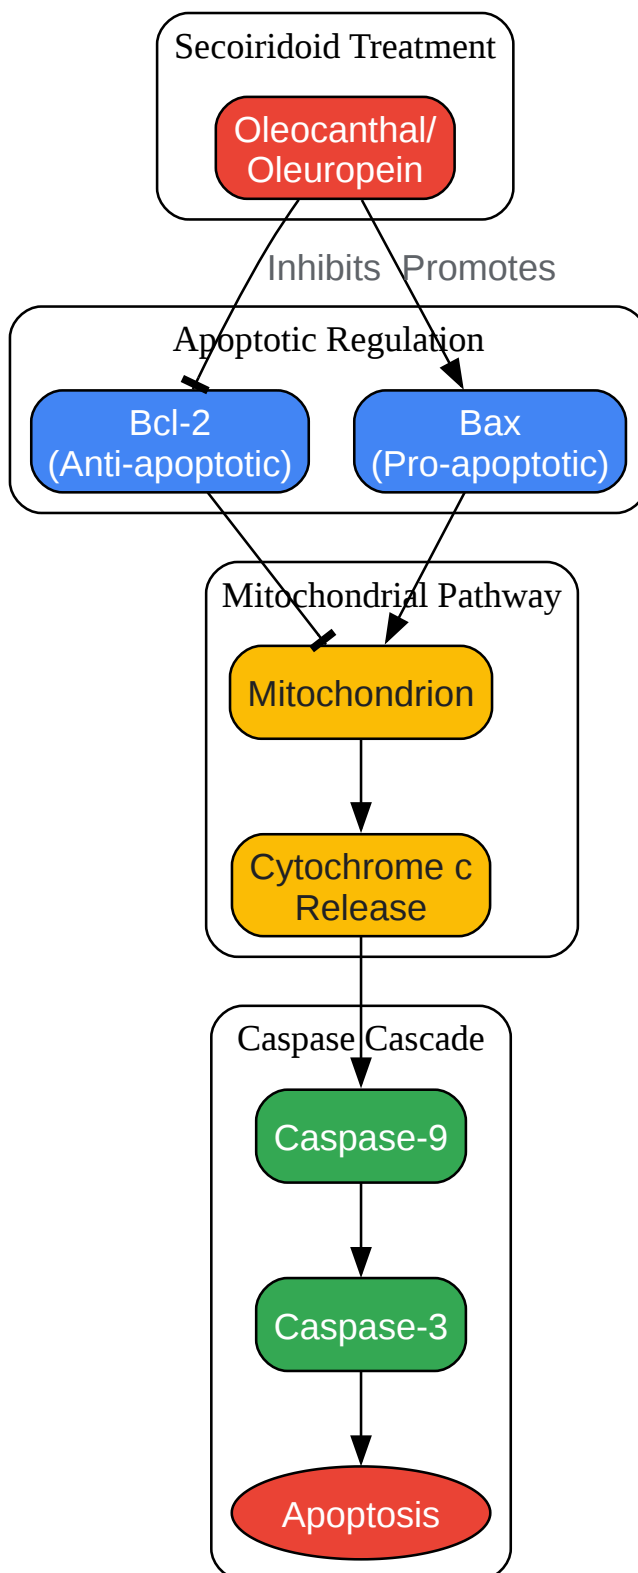 Secoiridoid Treatment
Oleocanthal/
Oleuropein
Inhibits
Promotes
Apoptotic Regulation
Bcl-2
(Anti-apoptotic)
Bax
(Pro-apoptotic)
Mitochondrial Pathway
Mitochondrion
Cytochrome c
Release
Caspase Cascade
Caspase-9
Caspase-3
Apoptosis